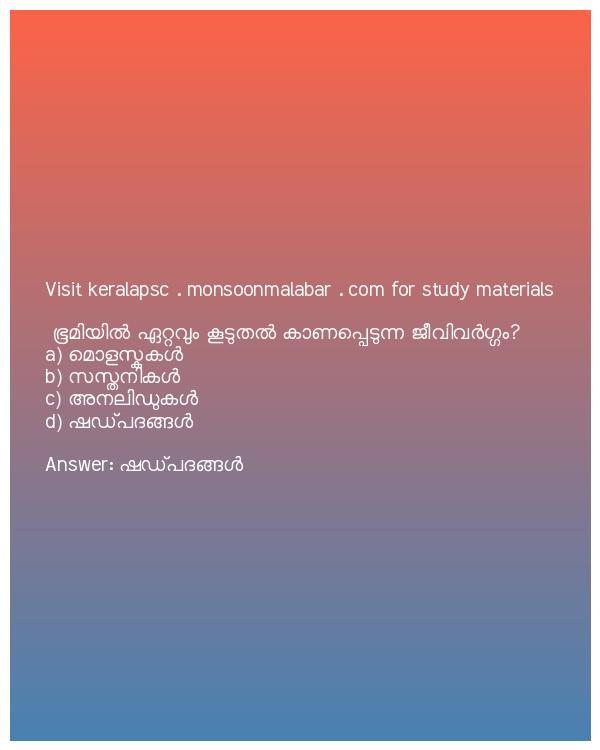 Visit keralapsc . monsoonmalabar . com for study materials
ഭൂമിയിൽ ഏറ്റവും കൂടുതൽ കാണപ്പെടുന്ന ജീവിവർഗ്ഗം?
a) മൊളസ്കുകൾ
b) സസ്തനികൾ
c) അനലിഡുകൾ
d) ഷഡ്പദങ്ങൾ
Answer: ഷഡ്പദങ്ങൾ